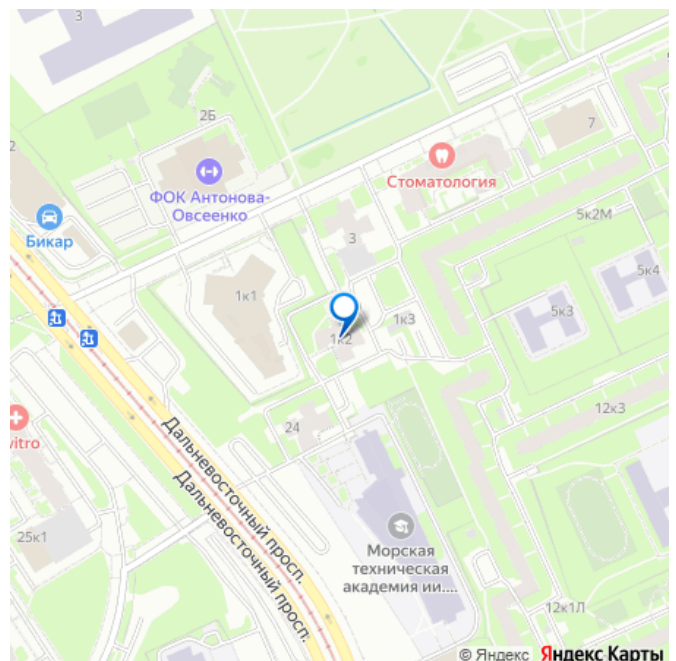 3
2Б
7
2
Стоматология
ФОК Антонова-
Овсеенко
Бикар
3
5к2М
1к1
5к4
5к3
1к3
1к2
12к3
24
vitro
Дальневосточный просп.
Дальневосточный просп.
25к1
Морская
техническая
академия ии....
12к1Л
© Яндекс Яндекс Карты